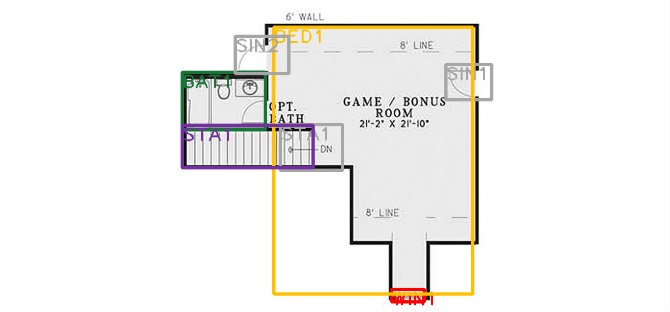 6' WALL
SIN2
BED1
8' LINE
SIN1
BAT1
GAME / BONUS
ROOM
21'-2" X 21'-10"
OPT.
BATH
STA1
STA1
DN
8' LINE
WIN1